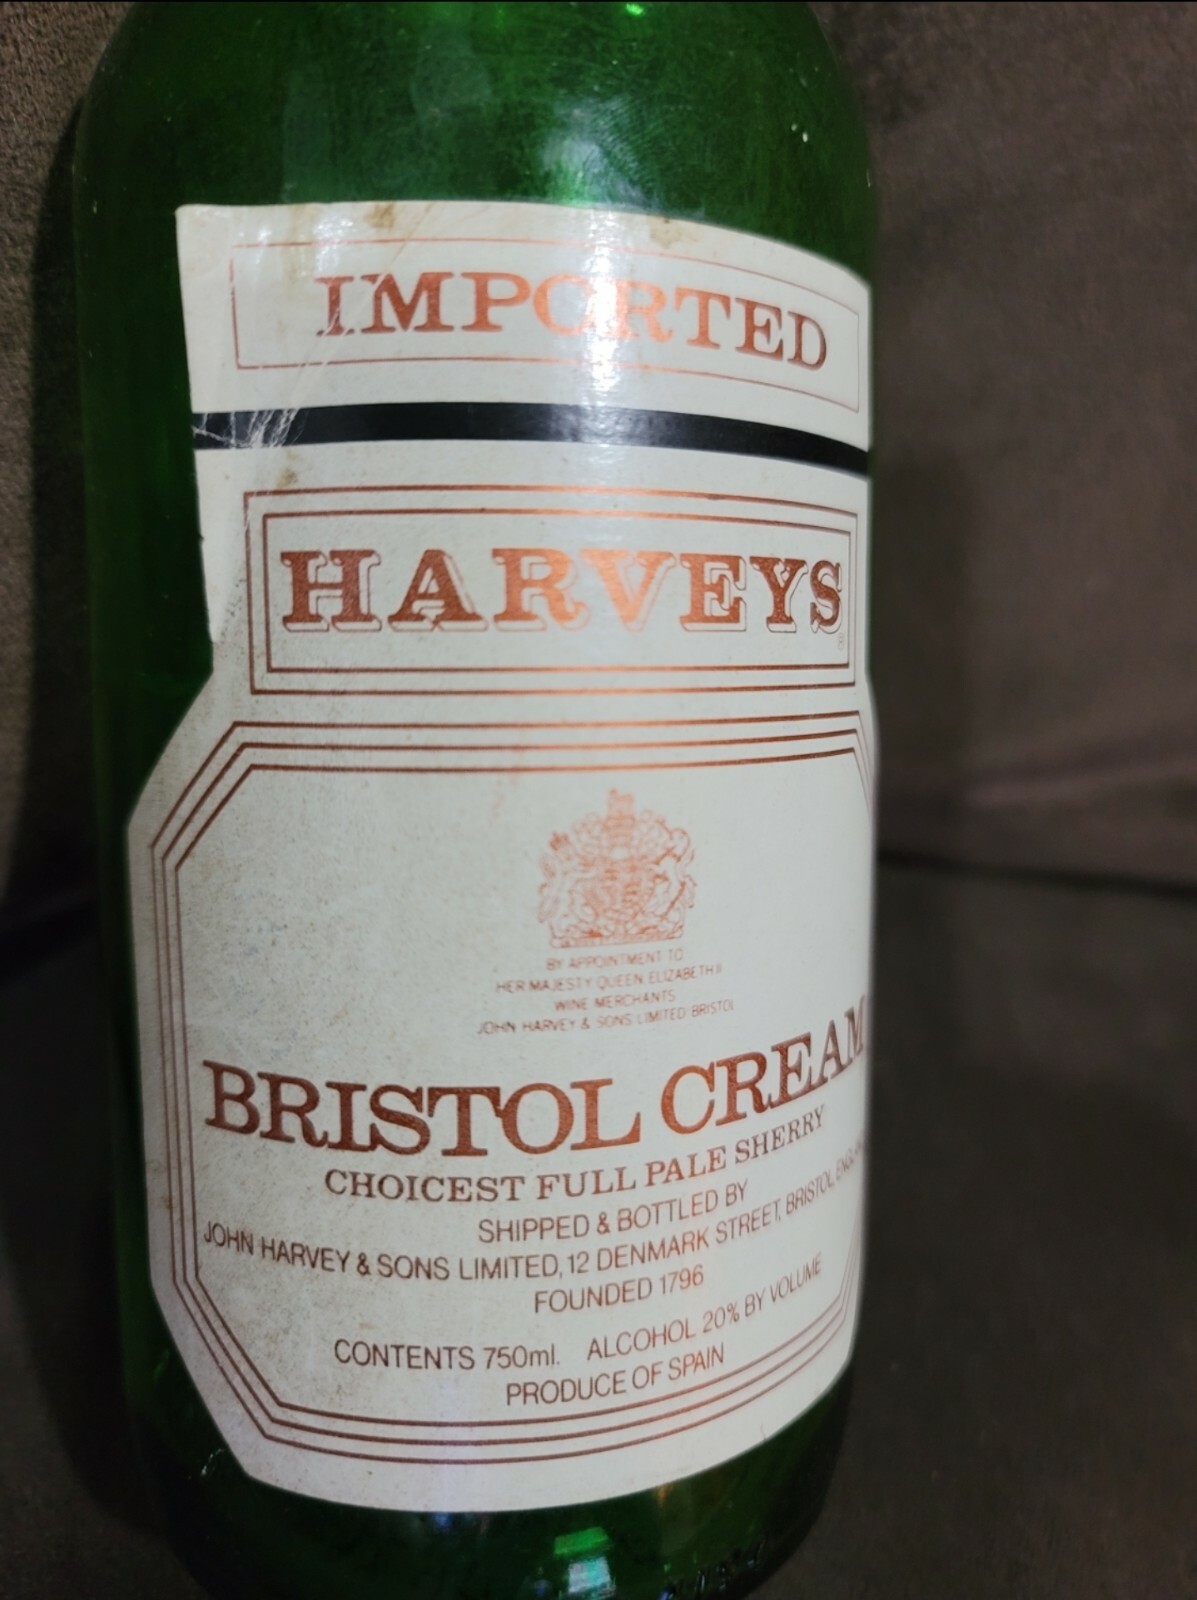 IMPORTED
HARVEYS
BY APPOINTMENT TO
HER MAJESTY QUEEN ELIZABETH II
WINE MERCHANTS
JOHN HARVEY & SONS LIMITED BRISTOL
BRISTOL CREAM
CHOICEST FULL PALE SHERRY
SHIPPED & BOTTLED BY
JOHN HARVEY & SONS LIMITED, 12 DENMARK STREET, BRISTOL, ENGLAN
FOUNDED 1796
CONTENTS 750ml. ALCOHOL 20% BY VOLUME
PRODUCE OF SPAIN